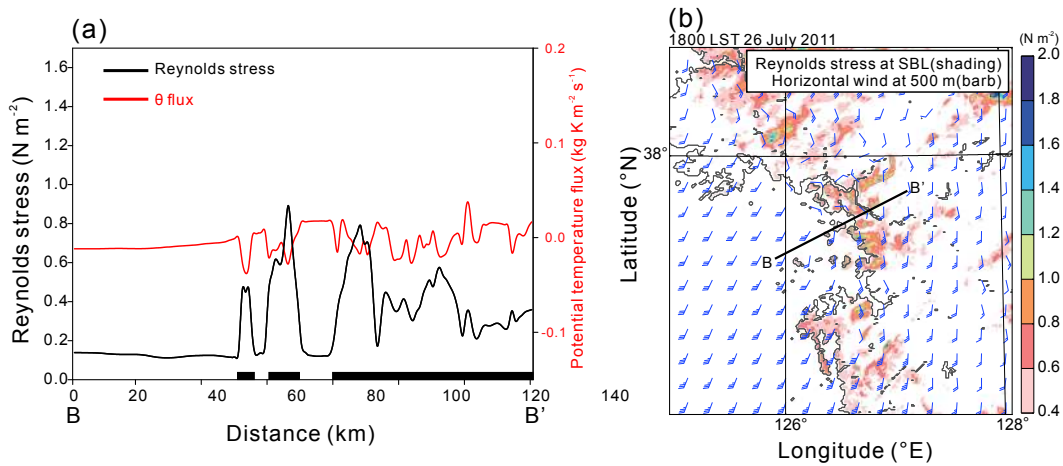 (a)
Reynolds stress
θ flux
1.6
1.4
1.2
1.0
0.8
0.6
0.4
0.2
0.0
Reynolds stress (N m-2)
0.2
0.1
0.0
-0.1
Potential temperature flux (kg K m-2 s-1)
0 20 40 60 80 100 120 140
B B'
Distance (km)
(b)
1800 LST 26 July 2011
(N m-2)
Reynolds stress at SBL(shading)
Horizontal wind at 500 m(barb)
38°
B'
B
Latitude (°N)
126° 128°
Longitude (°E)
2.0
1.8
1.6
1.4
1.2
1.0
0.8
0.6
0.4